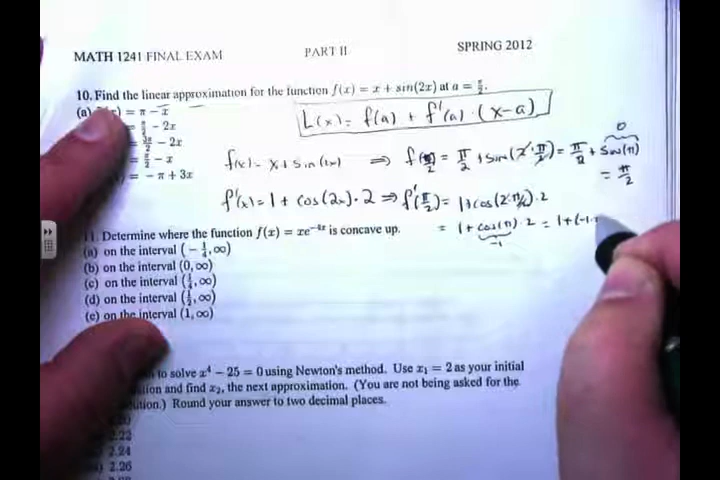 MATH 1241 FINAL EXAM PART II SPRING 2012
10. Find the linear approximation for the function f(x) = x + sin(2x) at a = π/2.
(a) = π − x
− 2x
3π/2 − 2x
π/2 − x
= −π + 3x
L(x) = f(a) + f'(a) · (x−a)
f(x) = x + sin(2x) ⇒ f(π/2) = π/2 + sin(2·π/2) = π/2 + sin(π)
0
= π/2
f'(x) = 1 + cos(2x) · 2 ⇒ f'(π/2) = 1 + cos(2·π/2) · 2
= 1 + cos(π) · 2 = 1 + (−1·
−1
11. Determine where the function f(x) = xe^{−4x} is concave up.
(a) on the interval (−1/4, ∞)
(b) on the interval (0, ∞)
(c) on the interval (1/4, ∞)
(d) on the interval (1/2, ∞)
(e) on the interval (1, ∞)
to solve x⁴ − 25 = 0 using Newton's method. Use x₁ = 2 as your initial
and find x₂, the next approximation. (You are not being asked for the
Round your answer to two decimal places.
2.24
2.26